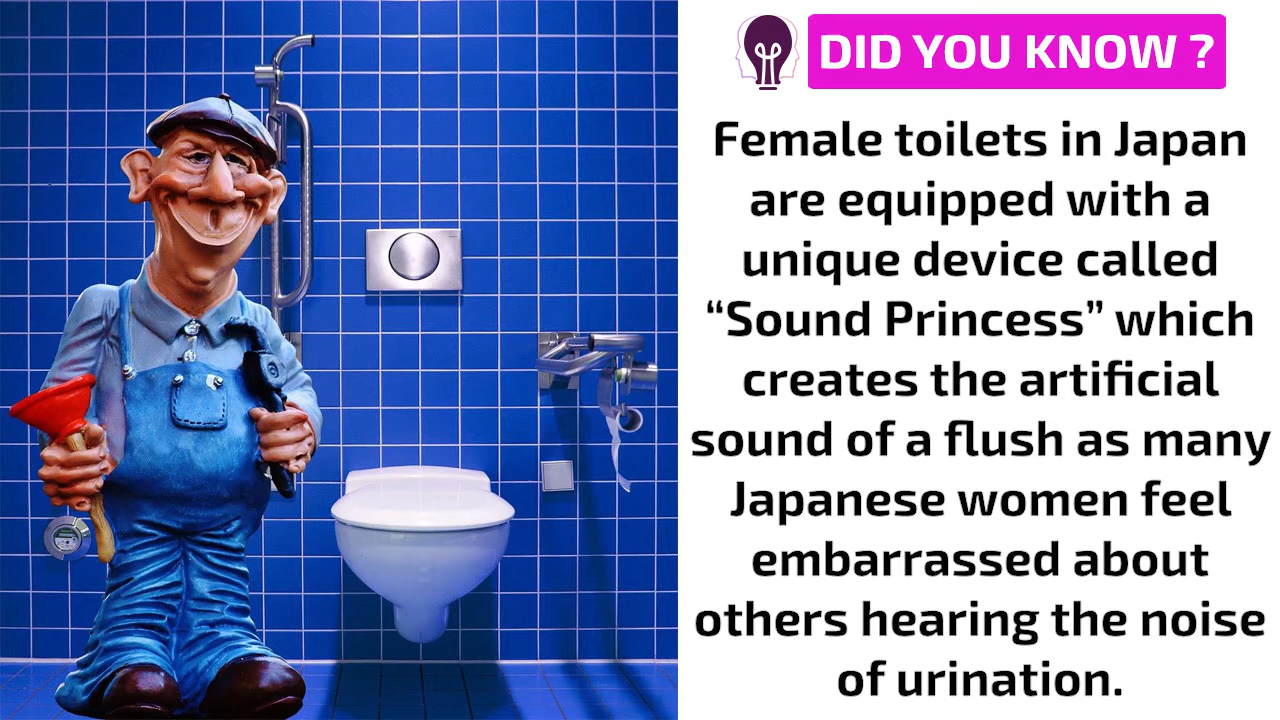 DID YOU KNOW ?
Female toilets in Japan
are equipped with a
unique device called
“Sound Princess” which
creates the artificial
sound of a flush as many
Japanese women feel
embarrassed about
others hearing the noise
of urination.